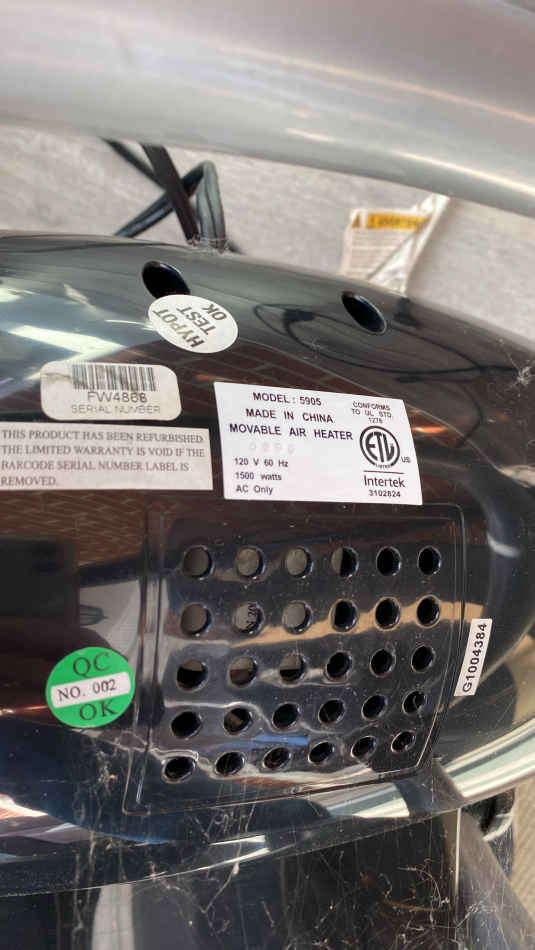 HYPOT
TEST
OK
FW4868
SERIAL NUMBER
THIS PRODUCT HAS BEEN REFURBISHED.
THE LIMITED WARRANTY IS VOID IF THE
BARCODE SERIAL NUMBER LABEL IS
REMOVED.
MODEL: 5905
MADE IN CHINA
MOVABLE AIR HEATER
120 V 60 Hz
1500 watts
AC Only
CONFORMS
TO UL STD.
1278
ETL
LISTED
US
Intertek
3102824
G1004384
QC
NO. 002
OK